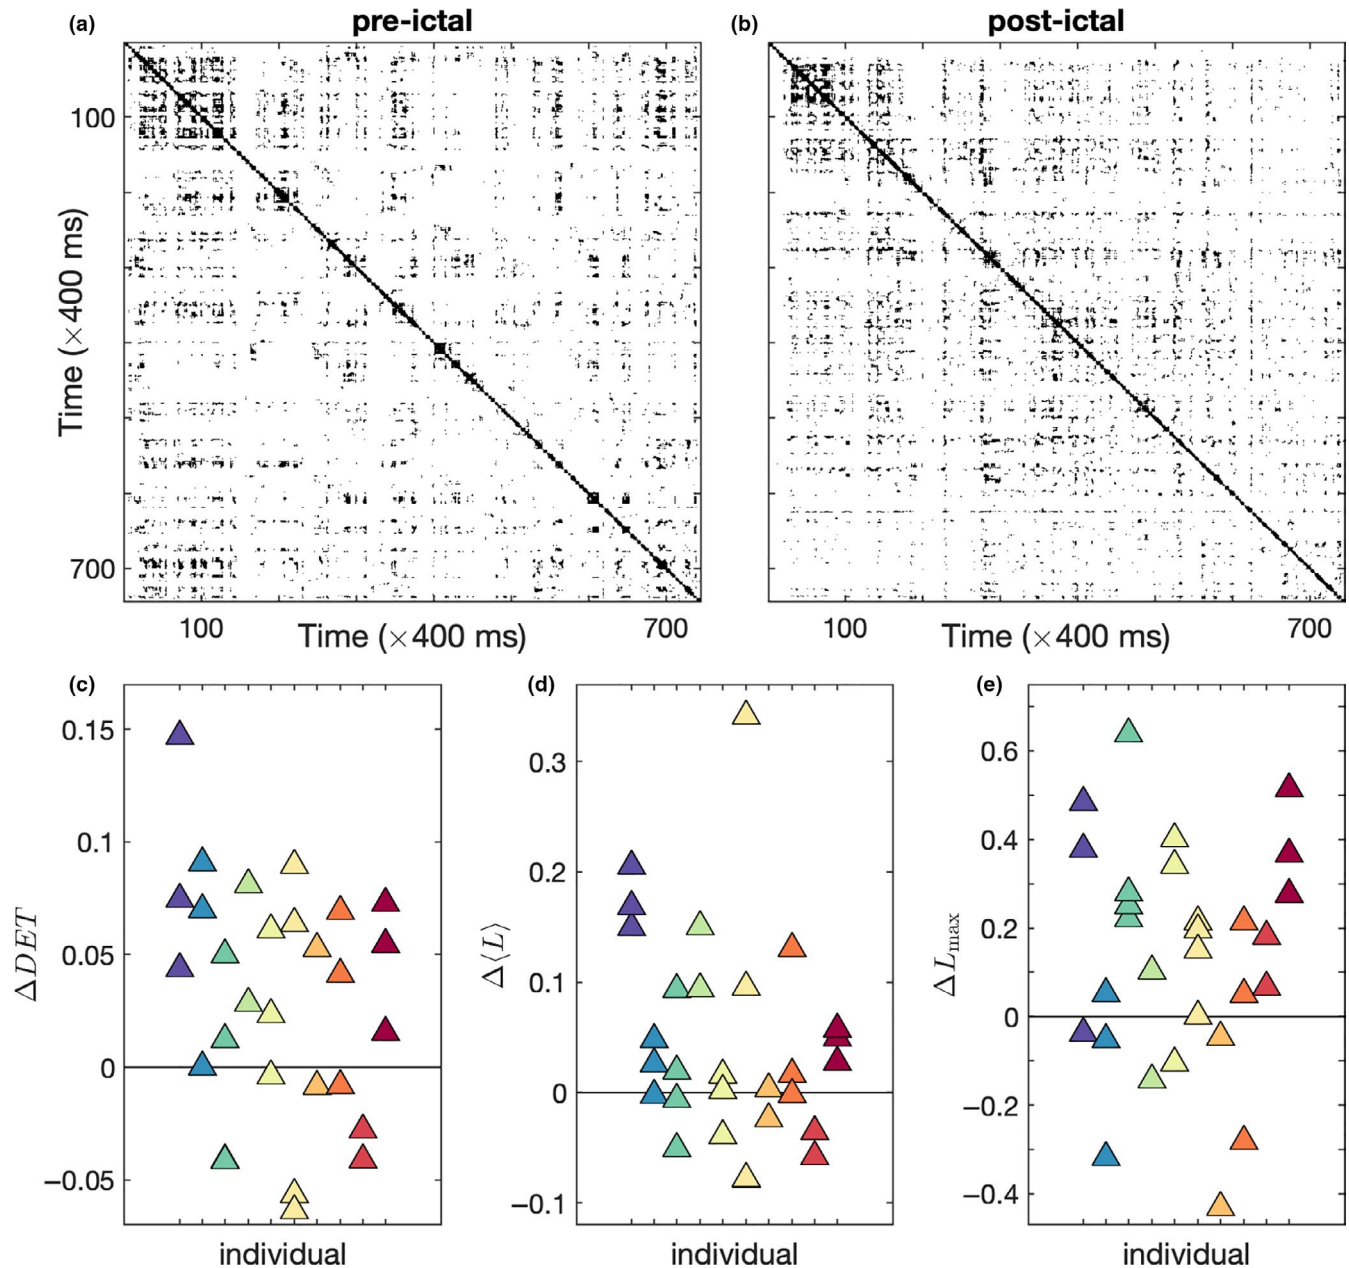 (a) pre-ictal
(b) post-ictal
100
700
Time (×400 ms)
100 Time (×400 ms) 700
100 Time (×400 ms) 700
(c)
0.15
0.1
0.05
0
−0.05
ΔDET
individual
(d)
0.3
0.2
0.1
0
−0.1
Δ⟨L⟩
individual
(e)
0.6
0.4
0.2
0
−0.2
−0.4
ΔLmax
individual